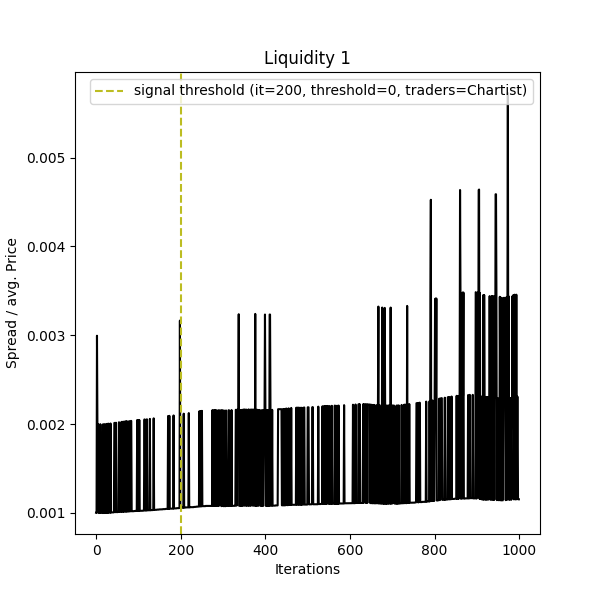 Liquidity 1
signal threshold (it=200, threshold=0, traders=Chartist)
Spread / avg. Price
0.005
0.004
0.003
0.002
0.001
0 200 400 600 800 1000
Iterations